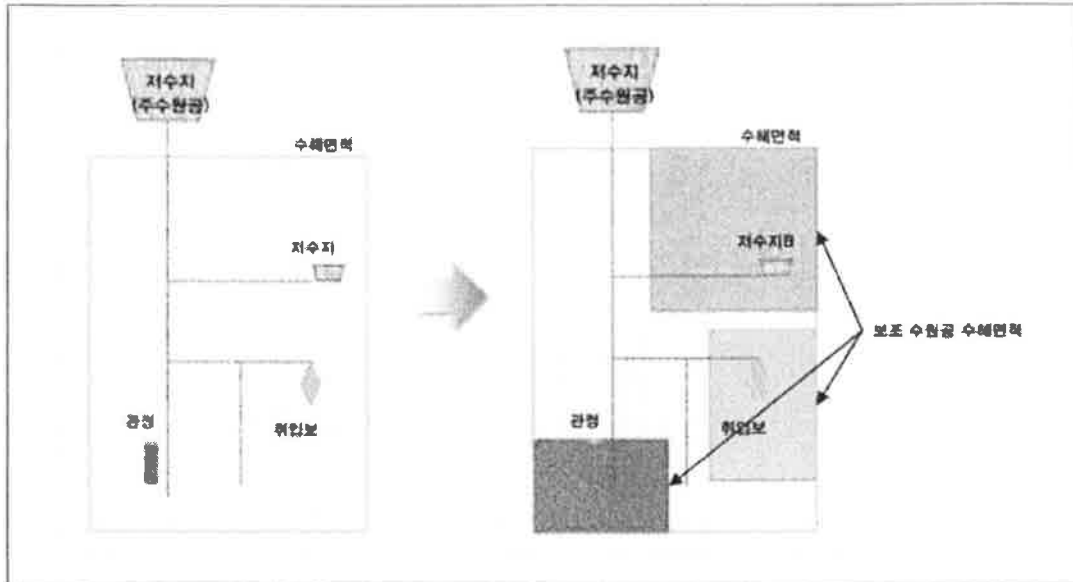 저수지
(주수원공)
수혜면적
저수지
관정
취입보
저수지
(주수원공)
수혜면적
저수지B
보조 수원공 수혜면적
관정
취입보